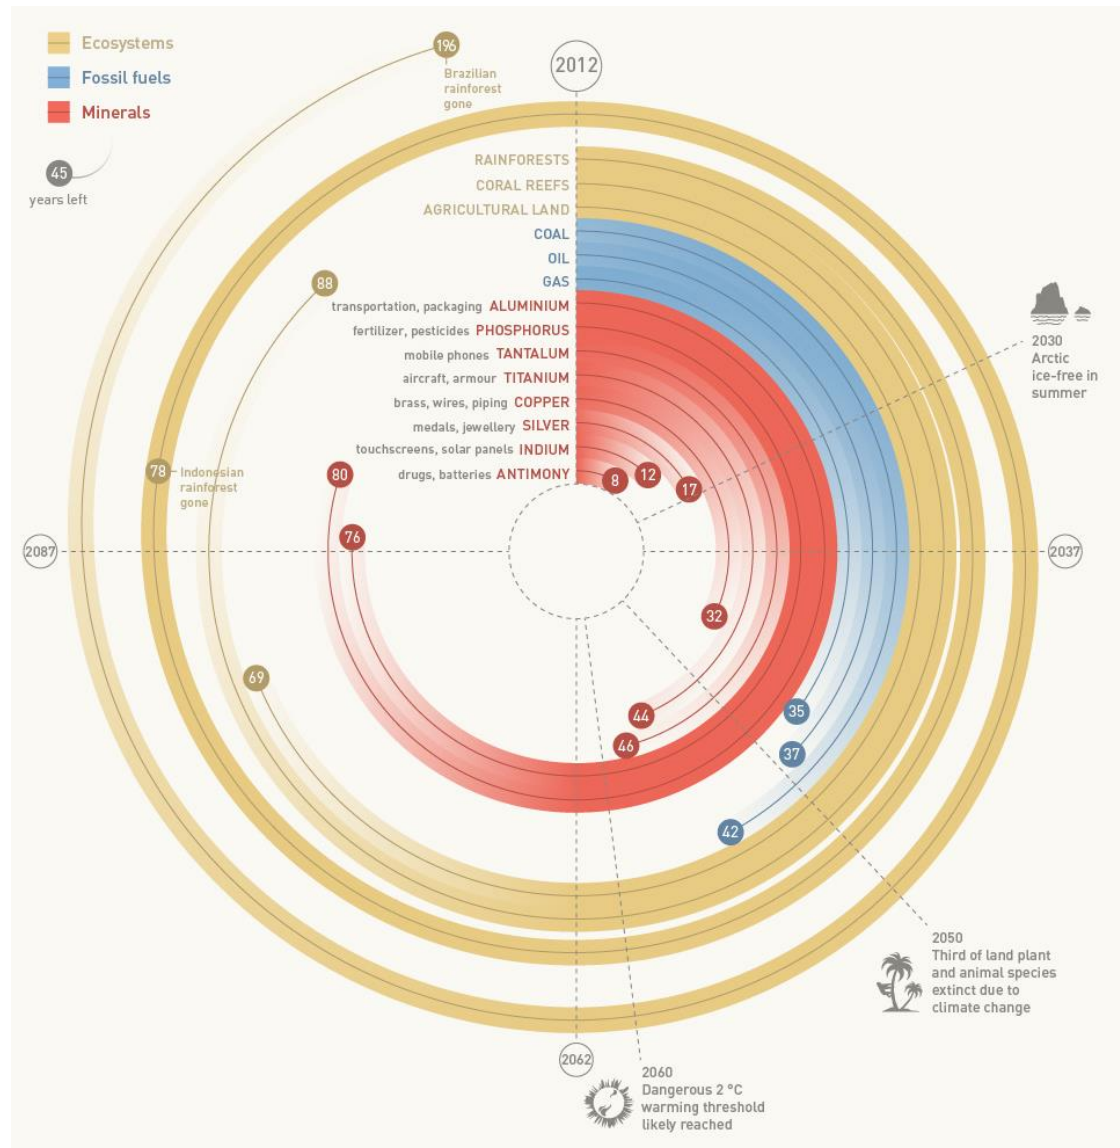 Ecosystems
Fossil fuels
Minerals
45
years left
196
Brazilian
rainforest
gone
2012
RAINFORESTS
CORAL REEFS
AGRICULTURAL LAND
COAL
OIL
GAS
transportation, packaging ALUMINIUM
fertilizer, pesticides PHOSPHORUS
mobile phones TANTALUM
aircraft, armour TITANIUM
brass, wires, piping COPPER
medals, jewellery SILVER
touchscreens, solar panels INDIUM
drugs, batteries ANTIMONY
88
78
Indonesian
rainforest
gone
80
76
8
12
17
2030
Arctic
ice-free in
summer
2087
2037
32
69
44
46
35
37
42
2050
Third of land plant
and animal species
extinct due to
climate change
2062
2060
Dangerous 2 °C
warming threshold
likely reached